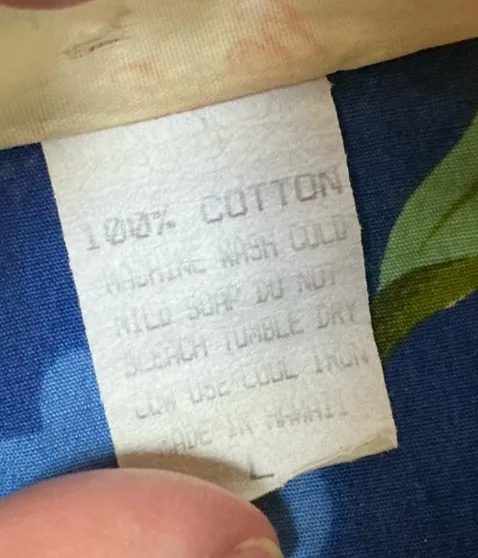 100% COTTON
MACHINE WASH COLD
MILD SOAP DO NOT
BLEACH TUMBLE DRY
LOW USE COOL IRON
MADE IN HAWAII
L